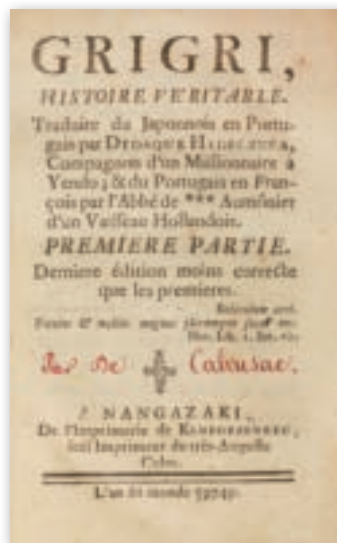 GRIGRI,
HISTOIRE VERITABLE.
Traduite du Japonnois en Portu-
gais par DIDAQUE
Compagnon d'un Missionnaire à
Yendo; & du Portugais en Fran-
çois par l'Abbé de *** Aumônier
d'un Vaisseau Hollandois.
PREMIERE PARTIE.
Derniere édition moins correcte
que les premieres.
Par De Cahusac.
NANGAZAKI,
De l'Imprimerie de
seul Imprimeur du très-Auguste
Cubo.
L'an du monde